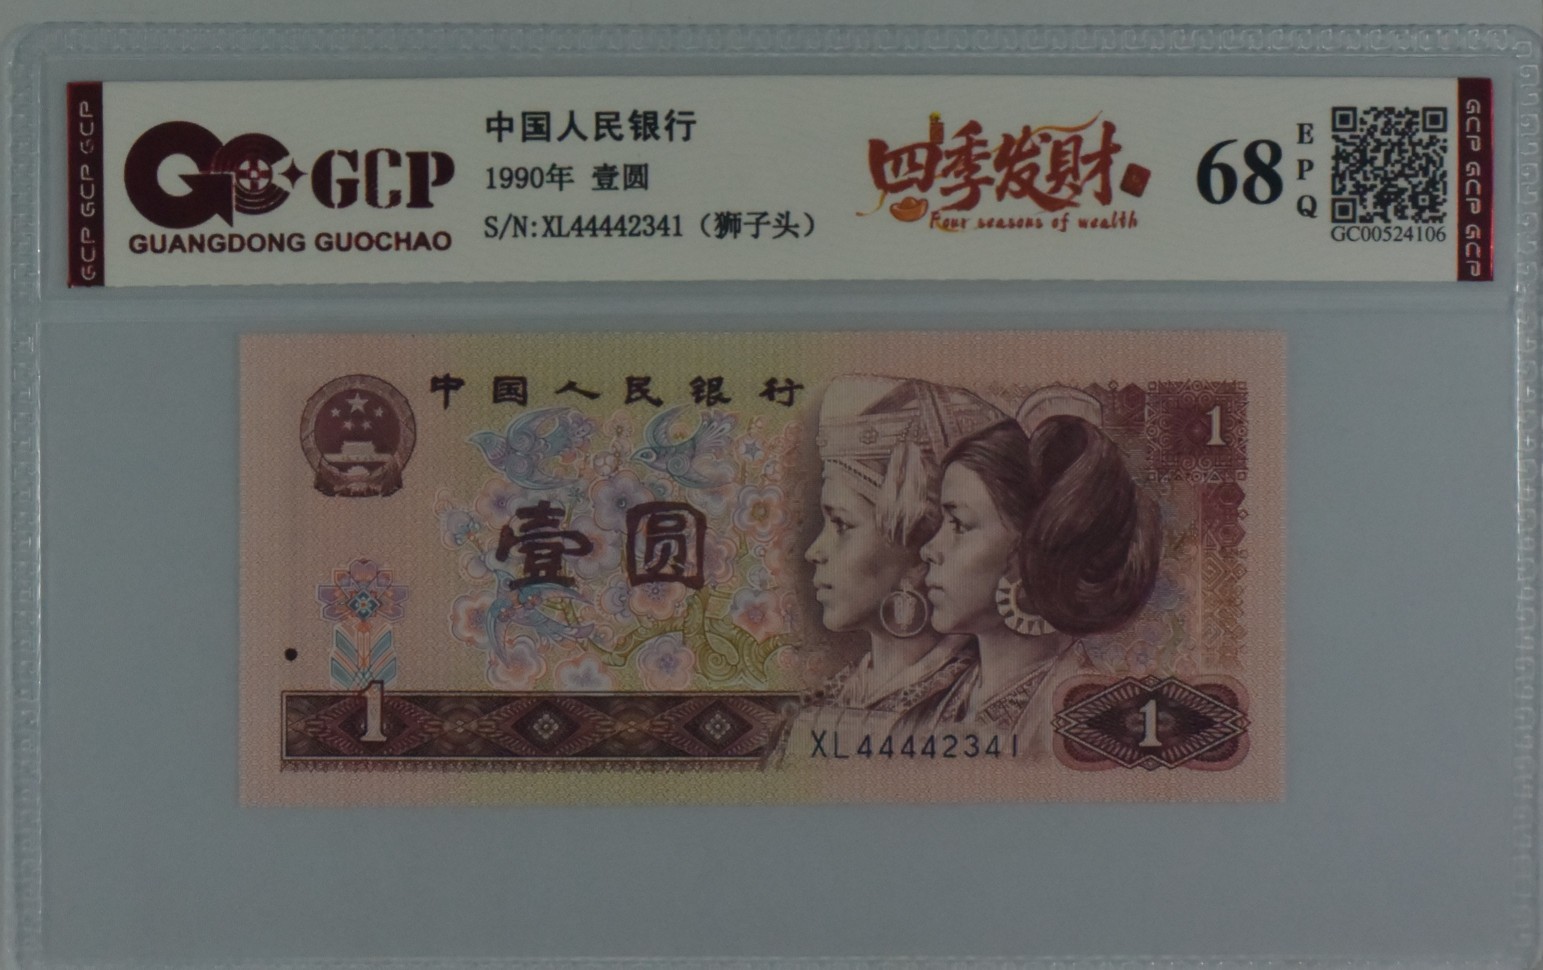 GCP GCP GCP
GCP
GUANGDONG GUOCHAO
中国人民银行
1990年 壹圆
S/N:XL44442341（狮子头）
四季发财
Four seasons of wealth
68
EPQ
GC00524106
GCP GCP GCP
中国人民银行
1
壹圆
1
XL44442341
1